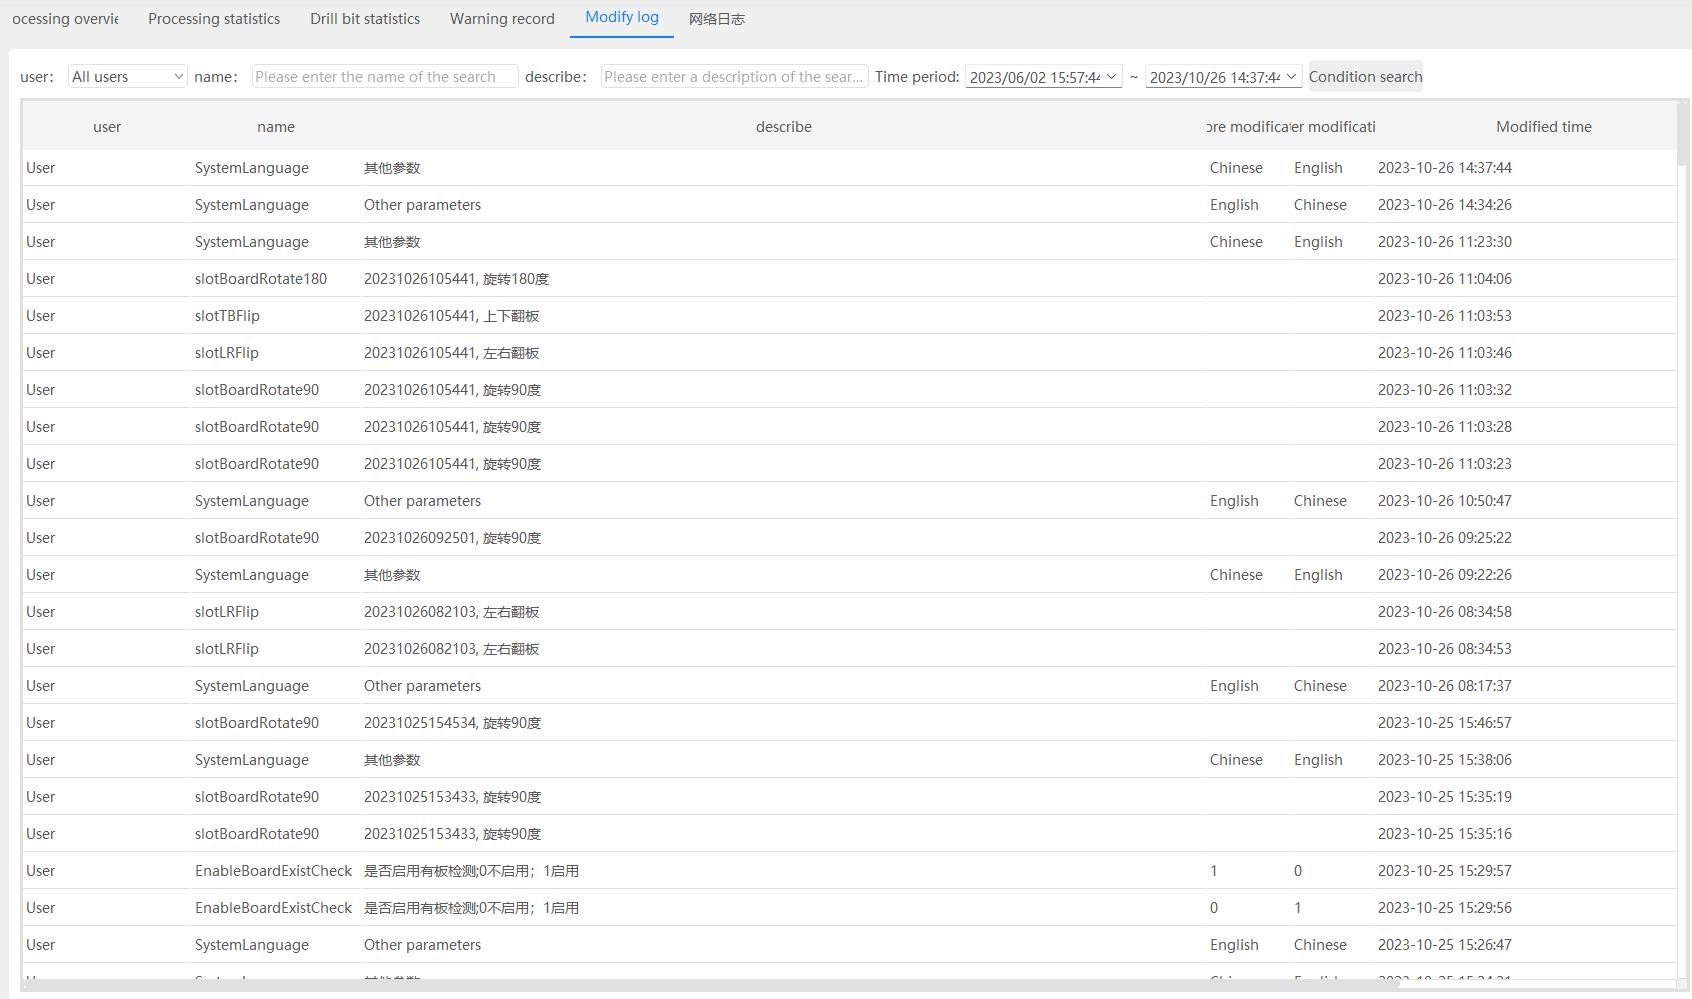 ocessing overvie Processing statistics Drill bit statistics Warning record Modify log 网络日志
user: All users name: Please enter the name of the search describe: Please enter a description of the sear... Time period: 2023/06/02 15:57:44 ~ 2023/10/26 14:37:44 Condition search
user name describe ore modificat er modificati Modified time
User SystemLanguage 其他参数 Chinese English 2023-10-26 14:37:44
User SystemLanguage Other parameters English Chinese 2023-10-26 14:34:26
User SystemLanguage 其他参数 Chinese English 2023-10-26 11:23:30
User slotBoardRotate180 20231026105441, 旋转180度 2023-10-26 11:04:06
User slotTBFlip 20231026105441, 上下翻板 2023-10-26 11:03:53
User slotLRFlip 20231026105441, 左右翻板 2023-10-26 11:03:46
User slotBoardRotate90 20231026105441, 旋转90度 2023-10-26 11:03:32
User slotBoardRotate90 20231026105441, 旋转90度 2023-10-26 11:03:28
User slotBoardRotate90 20231026105441, 旋转90度 2023-10-26 11:03:23
User SystemLanguage Other parameters English Chinese 2023-10-26 10:50:47
User slotBoardRotate90 20231026092501, 旋转90度 2023-10-26 09:25:22
User SystemLanguage 其他参数 Chinese English 2023-10-26 09:22:26
User slotLRFlip 20231026082103, 左右翻板 2023-10-26 08:34:58
User slotLRFlip 20231026082103, 左右翻板 2023-10-26 08:34:53
User SystemLanguage Other parameters English Chinese 2023-10-26 08:17:37
User slotBoardRotate90 20231025154534, 旋转90度 2023-10-25 15:46:57
User SystemLanguage 其他参数 Chinese English 2023-10-25 15:38:06
User slotBoardRotate90 20231025153433, 旋转90度 2023-10-25 15:35:19
User slotBoardRotate90 20231025153433, 旋转90度 2023-10-25 15:35:16
User EnableBoardExistCheck 是否启用有板检测;0不启用；1启用 1 0 2023-10-25 15:29:57
User EnableBoardExistCheck 是否启用有板检测;0不启用；1启用 0 1 2023-10-25 15:29:56
User SystemLanguage Other parameters English Chinese 2023-10-25 15:26:47